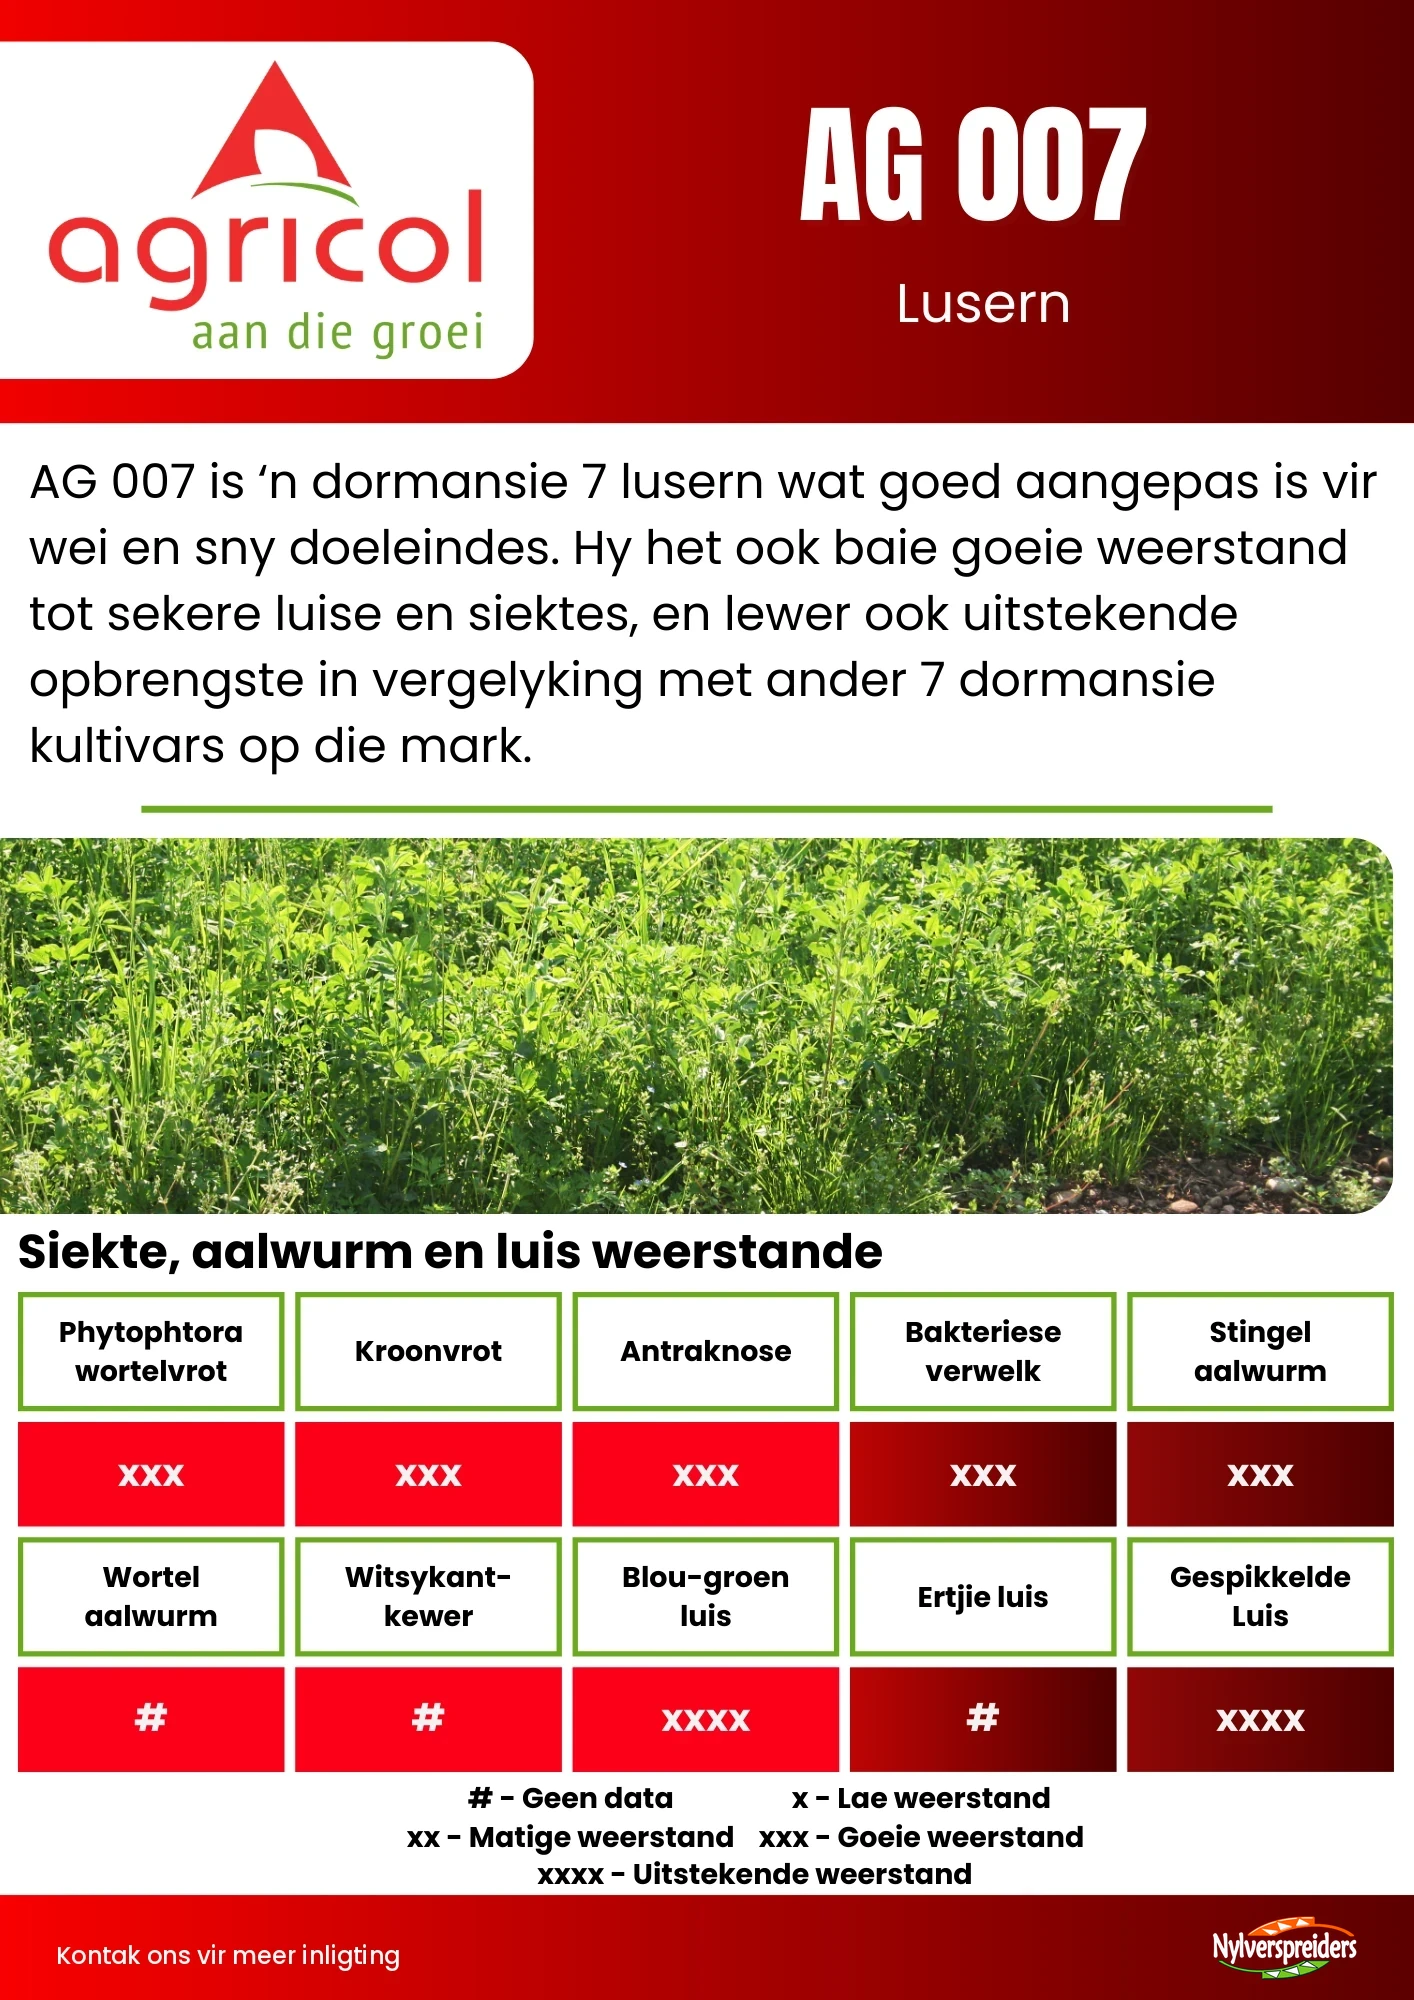 agricol
aan die groei
AG 007
Lusern
AG 007 is ‘n dormansie 7 lusern wat goed aangepas is vir
wei en sny doeleindes. Hy het ook baie goeie weerstand
tot sekere luise en siektes, en lewer ook uitstekende
opbrengste in vergelyking met ander 7 dormansie
kultivars op die mark.
Siekte, aalwurm en luis weerstande
Phytophtora
wortelvrot
Kroonvrot
Antraknose
Bakteriese
verwelk
Stingel
aalwurm
xxx
xxx
xxx
xxx
xxx
Wortel
aalwurm
Witsykant-
kewer
Blou-groen
luis
Ertjie luis
Gespikkelde
Luis
#
#
xxxx
#
xxxx
# - Geen data x - Lae weerstand
xx - Matige weerstand xxx - Goeie weerstand
xxxx - Uitstekende weerstand
Kontak ons vir meer inligting
Nylverspreiders